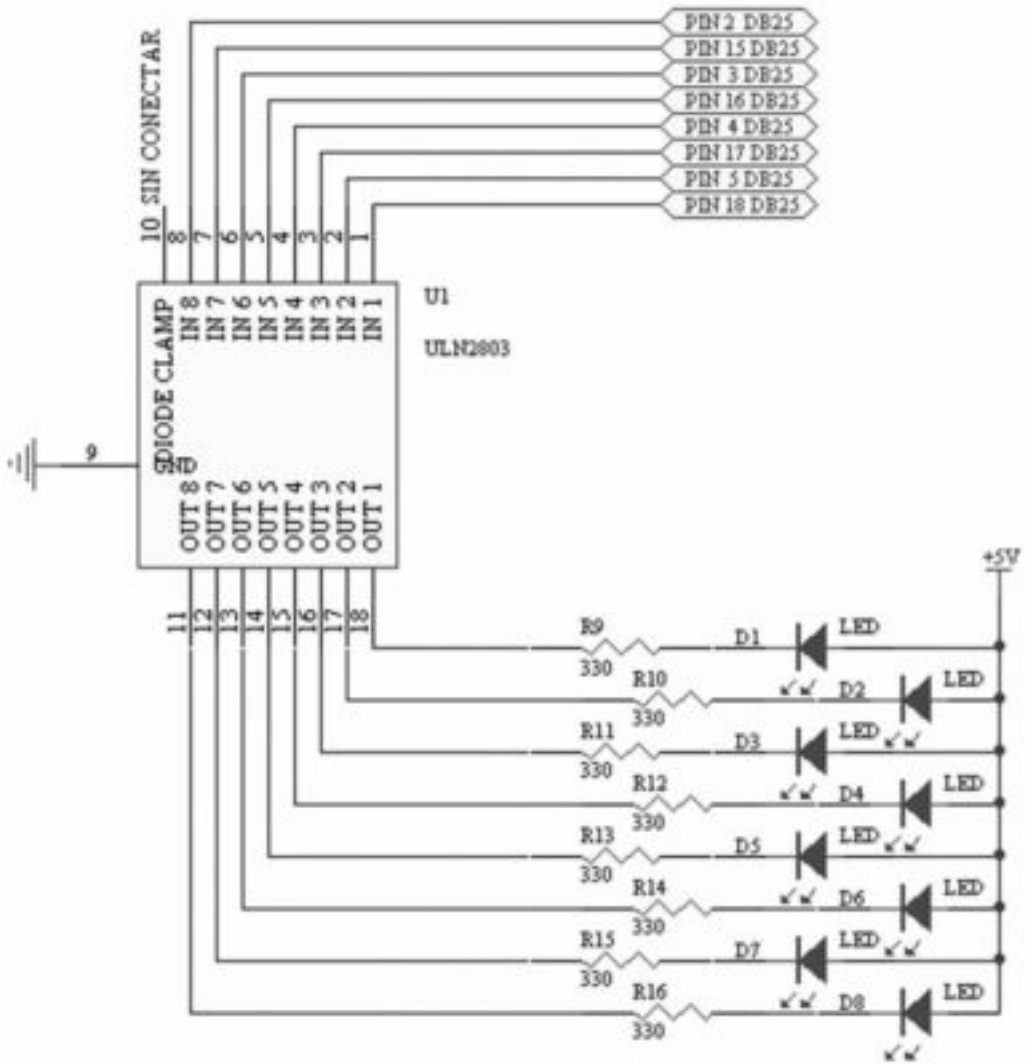 PIN 2 DB25
PIN 15 DB25
PIN 3 DB25
PIN 16 DB25
PIN 4 DB25
PIN 17 DB25
PIN 5 DB25
PIN 18 DB25
10 SIN CONECTAR
8
7
6
5
4
3
2
1
DIODE CLAMP
IN 8
IN 7
IN 6
IN 5
IN 4
IN 3
IN 2
IN 1
U1
ULN2803
9
GND
OUT 8
OUT 7
OUT 6
OUT 5
OUT 4
OUT 3
OUT 2
OUT 1
11
12
13
14
15
16
17
18
+5V
R9 D1 LED
330
R10 D2 LED
330
R11 D3 LED
330
R12 D4 LED
330
R13 D5 LED
330
R14 D6 LED
330
R15 D7 LED
330
R16 D8 LED
330